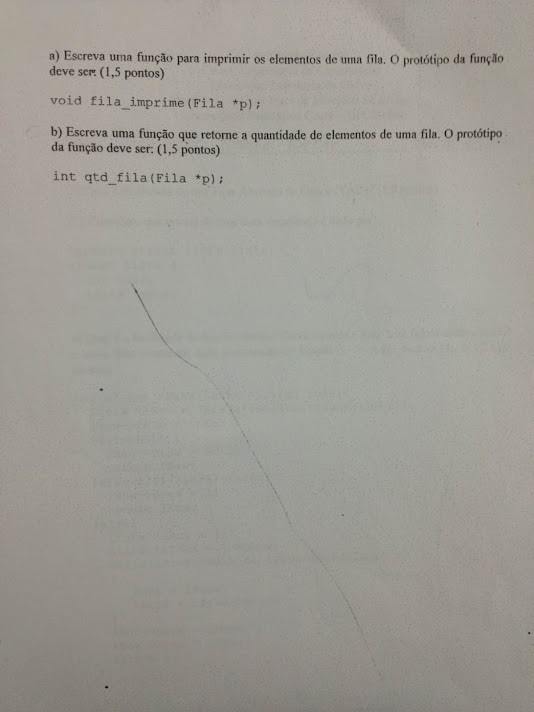 a) Escreva uma função para imprimir os elementos de uma fila. O protótipo da função
deve ser: (1,5 pontos)
void fila_imprime(Fila *p);
b) Escreva uma função que retorne a quantidade de elementos de uma fila. O protótipo
da função deve ser: (1,5 pontos)
int qtd_fila(Fila *p);